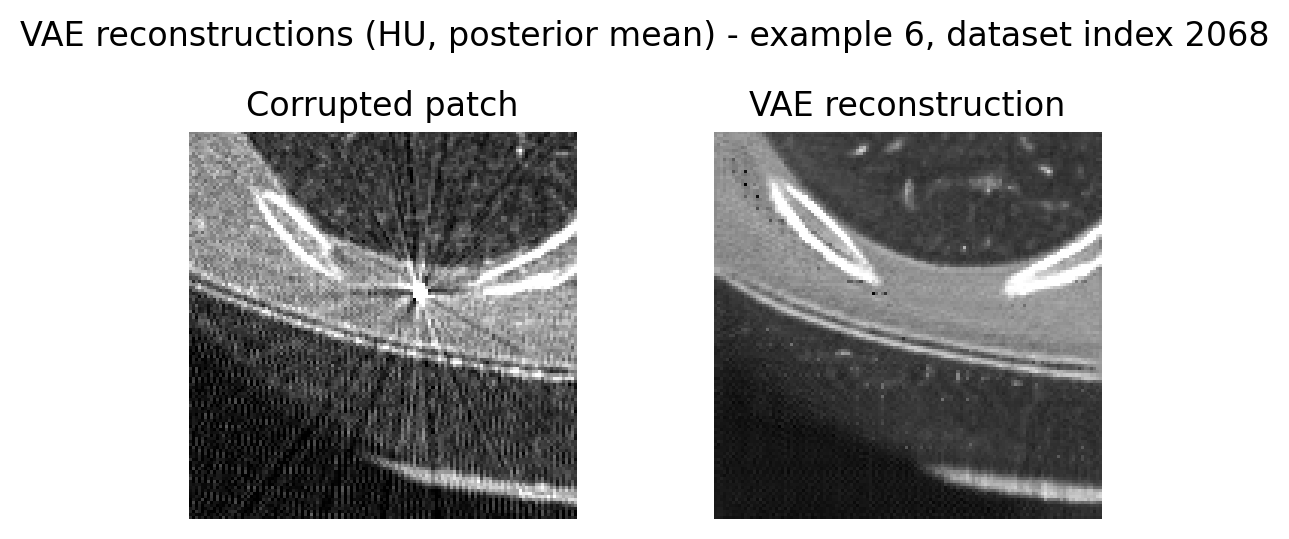 VAE reconstructions (HU, posterior mean) - example 6, dataset index 2068
Corrupted patch
VAE reconstruction